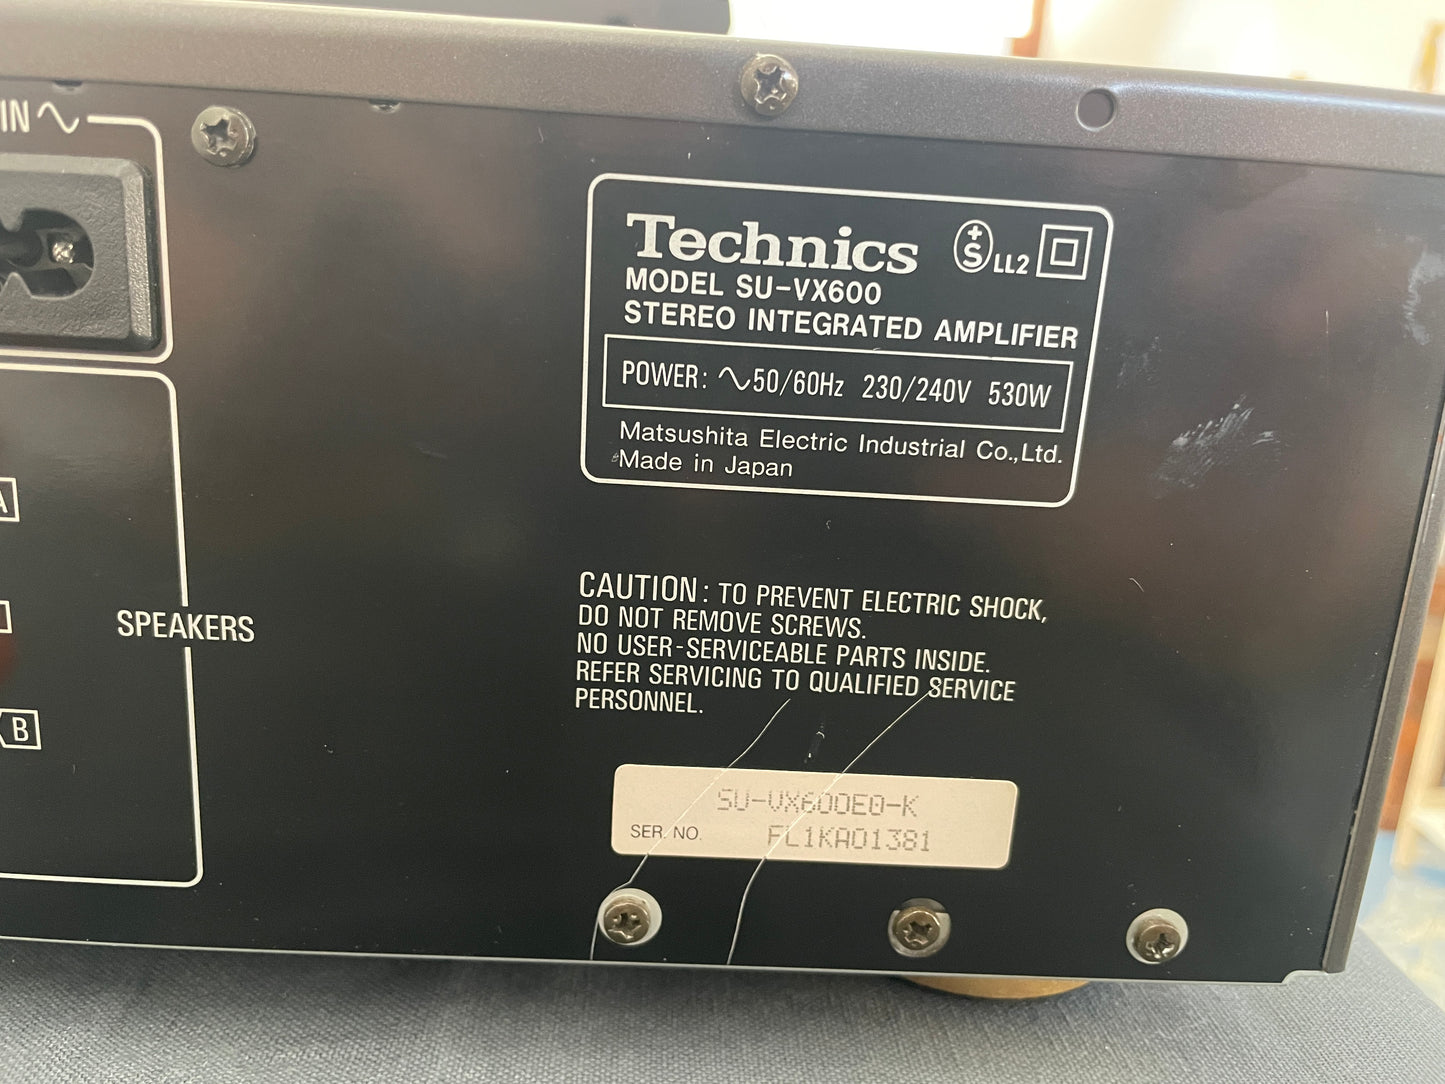 IN
Technics
S LL2
MODEL SU-VX600
STEREO INTEGRATED AMPLIFIER
POWER: 50/60Hz 230/240V 530W
Matsushita Electric Industrial Co.,Ltd.
Made in Japan
A
SPEAKERS
B
CAUTION: TO PREVENT ELECTRIC SHOCK,
DO NOT REMOVE SCREWS.
NO USER-SERVICEABLE PARTS INSIDE.
REFER SERVICING TO QUALIFIED SERVICE
PERSONNEL.
SU-VX600E0-K
SER. NO. FL1KA01381